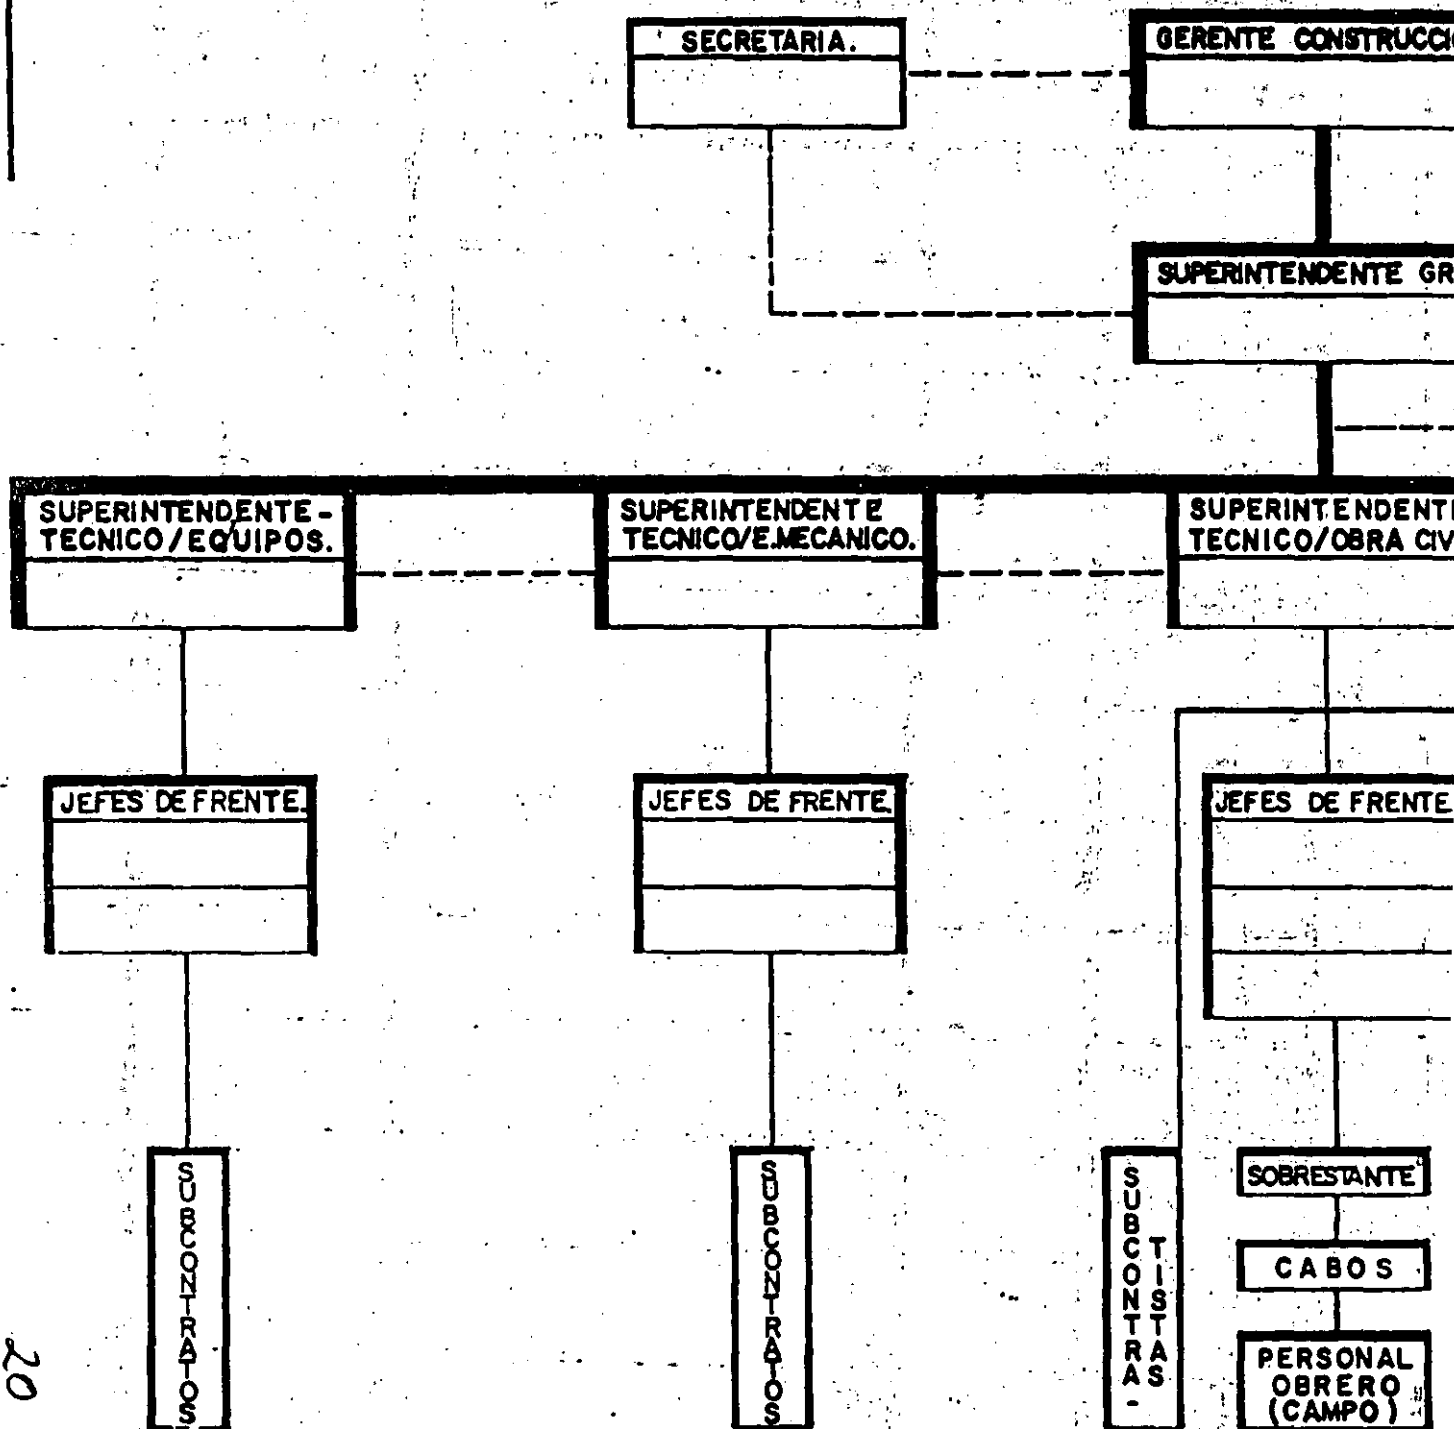 SECRETARIA.
GERENTE CONSTRUCCI
SUPERINTENDENTE GR
SUPERINTENDENTE-
TECNICO/EQUIPOS.
SUPERINTENDENTE
TECNICO/E.MECANICO.
SUPERINTENDENT
TECNICO/OBRA CIV
JEFES DE FRENTE.
JEFES DE FRENTE.
JEFES DE FRENTE
SUBCONTRATOS
SUBCONTRATOS
SUBCONTRA-
TISTAS
SOBRESTANTE
CABOS
PERSONAL
OBRERO
(CAMPO)
20